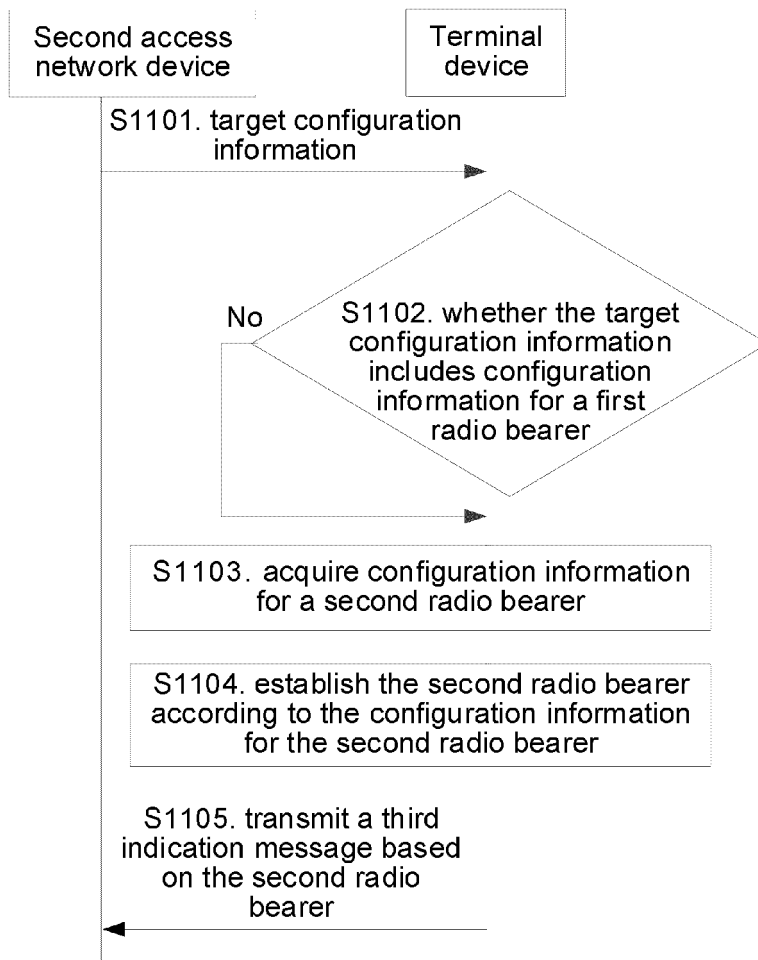 Second access
network device
Terminal
device
S1101. target configuration
information
No
S1102. whether the target
configuration information
includes configuration
information for a first
radio bearer
S1103. acquire configuration information
for a second radio bearer
S1104. establish the second radio bearer
according to the configuration information
for the second radio bearer
S1105. transmit a third
indication message based
on the second radio
bearer